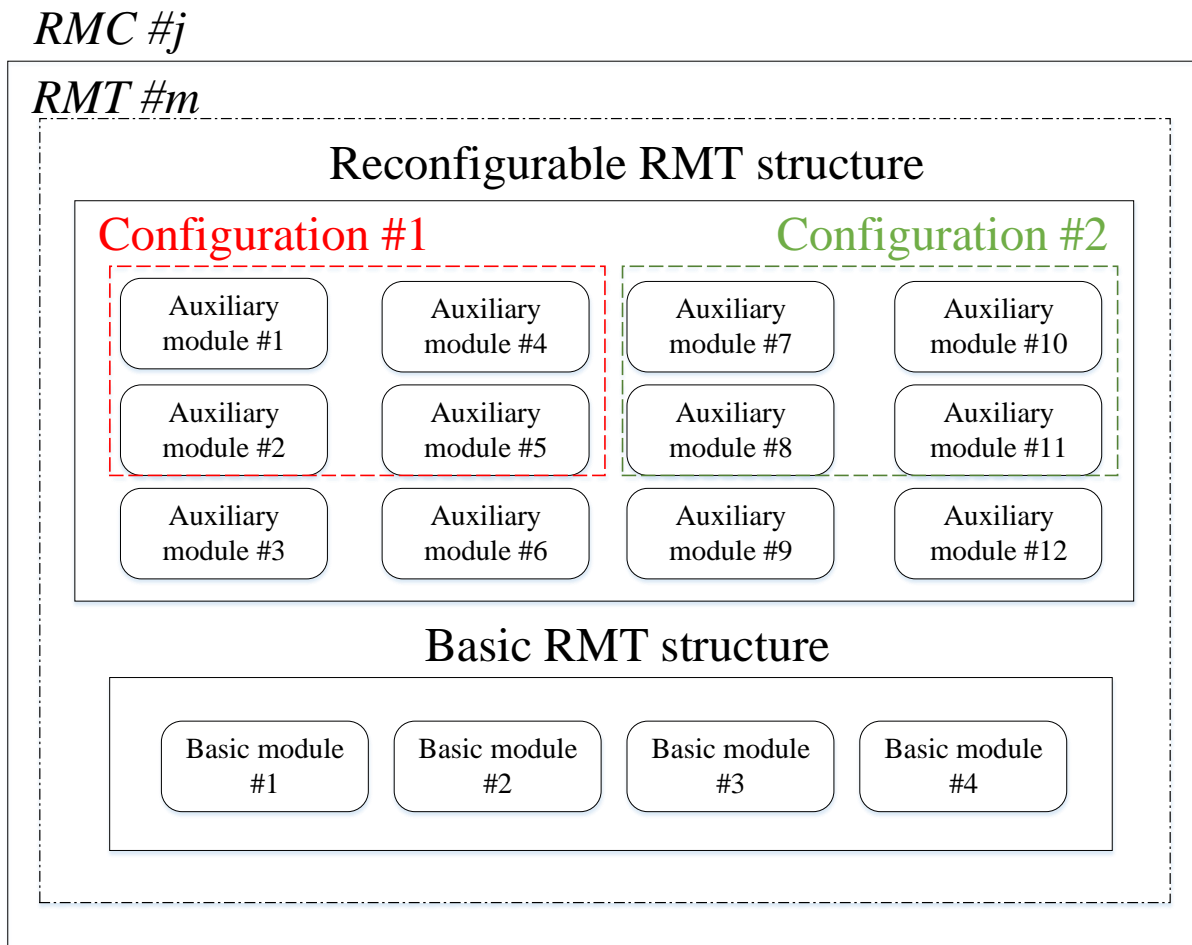 RMC #j
RMT #m
Reconfigurable RMT structure
Configuration #1
Configuration #2
Auxiliary
module #1
Auxiliary
module #4
Auxiliary
module #7
Auxiliary
module #10
Auxiliary
module #2
Auxiliary
module #5
Auxiliary
module #8
Auxiliary
module #11
Auxiliary
module #3
Auxiliary
module #6
Auxiliary
module #9
Auxiliary
module #12
Basic RMT structure
Basic module
#1
Basic module
#2
Basic module
#3
Basic module
#4